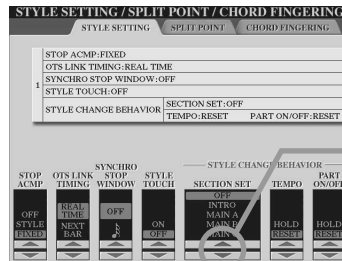 STYLE SETTING / SPLIT POINT / CHORD FINGERING
STYLE SETTING SPLIT POINT CHORD FINGERING
STOP ACMP:FIXED
OTS LINK TIMING:REAL TIME
1
SYNCHRO STOP WINDOW:OFF
STYLE TOUCH:OFF
STYLE CHANGE BEHAVIOR
SECTION SET:OFF
TEMPO:RESET PART ON/OFF:RESET
STYLE CHANGE BEHAVIOR
STOP ACMP
OTS LINK TIMING
SYNCHRO STOP WINDOW
STYLE TOUCH
SECTION SET
TEMPO
PART ON/OFF
OFF
STYLE
FIXED
REAL TIME
NEXT BAR
OFF
ON
OFF
OFF
INTRO
MAIN A
MAIN B
MAIN
HOLD
RESET
HOLD
RESET